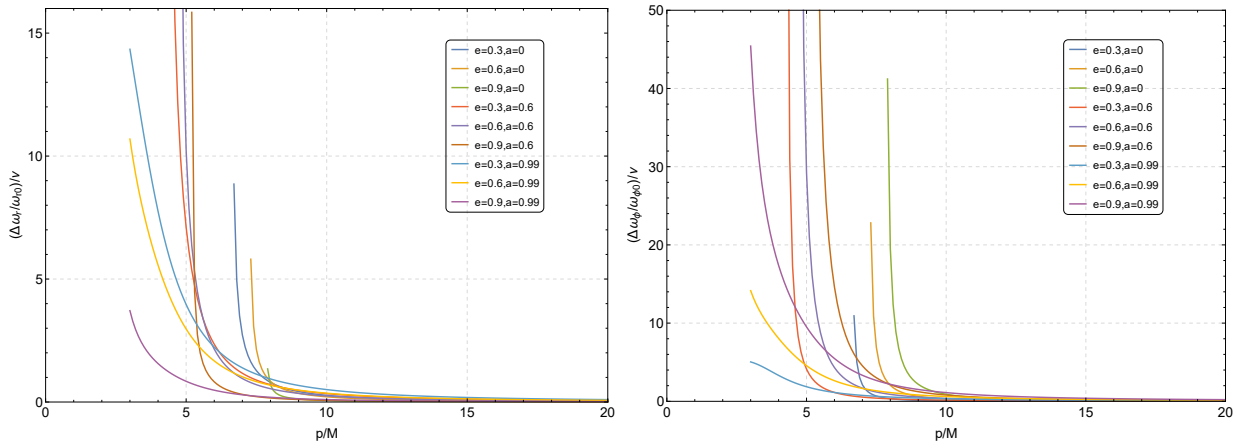 (Δω_r/ω_r0)/ν
15
10
5
0
0
5
10
15
20
p/M
e=0.3,a=0
e=0.6,a=0
e=0.9,a=0
e=0.3,a=0.6
e=0.6,a=0.6
e=0.9,a=0.6
e=0.3,a=0.99
e=0.6,a=0.99
e=0.9,a=0.99
(Δω_ϕ/ω_ϕ0)/ν
50
40
30
20
10
0
0
5
10
15
20
p/M
e=0.3,a=0
e=0.6,a=0
e=0.9,a=0
e=0.3,a=0.6
e=0.6,a=0.6
e=0.9,a=0.6
e=0.3,a=0.99
e=0.6,a=0.99
e=0.9,a=0.99